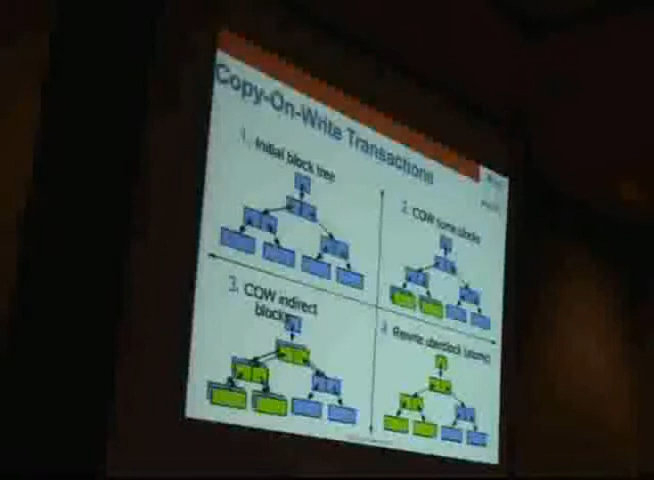 Copy-On-Write Transactions
1. Initial block tree
2. COW some blocks
3. COW indirect
blocks
4. Rewrite uberblock (atomic)